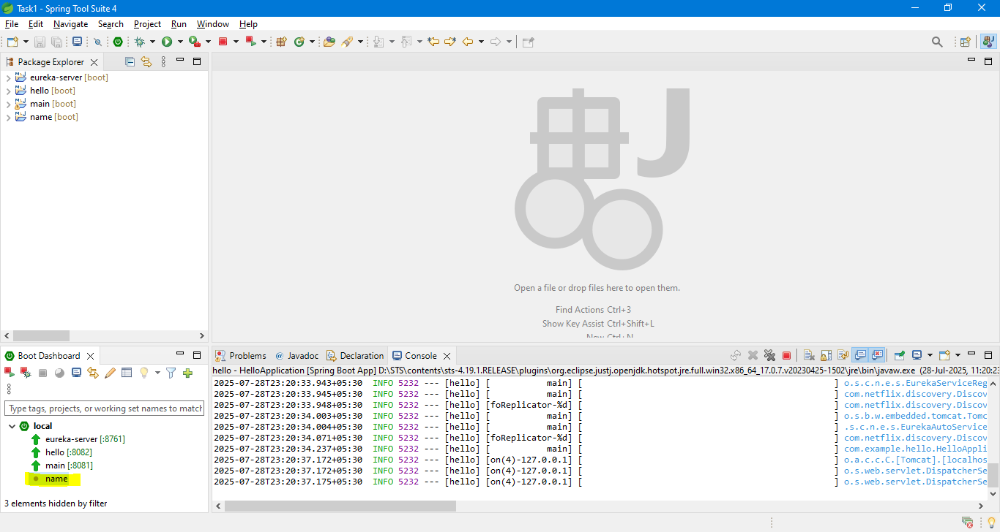 Task1 - Spring Tool Suite 4
File Edit Navigate Search Project Run Window Help
Package Explorer
eureka-server [boot]
hello [boot]
main [boot]
name [boot]
Open a file or drop files here to open them.
Find Actions Ctrl+3
Show Key Assist Ctrl+Shift+L
New Ctrl+N
Boot Dashboard
Type tags, projects, or working set names to match
local
eureka-server [:8761]
hello [:8082]
main [:8081]
name
3 elements hidden by filter
Problems Javadoc Declaration Console
hello - HelloApplication [Spring Boot App] D:\STS\contents\sts-4.19.1.RELEASE\plugins\org.eclipse.justj.openjdk.hotspot.jre.full.win32.x86_64_17.0.7.v20230425-1502\jre\bin\javaw.exe (28-Jul-2025, 11:20:23
2025-07-28T23:20:33.943+05:30 INFO 5232 --- [hello] [ main] [ ] o.s.c.n.e.s.EurekaServiceReg
2025-07-28T23:20:33.945+05:30 INFO 5232 --- [hello] [ main] [ ] com.netflix.discovery.Discov
2025-07-28T23:20:33.948+05:30 INFO 5232 --- [hello] [foReplicator-%d] [ ] com.netflix.discovery.Discov
2025-07-28T23:20:34.003+05:30 INFO 5232 --- [hello] [ main] [ ] o.s.b.w.embedded.tomcat.Tomc
2025-07-28T23:20:34.004+05:30 INFO 5232 --- [hello] [ main] [ ] .s.c.n.e.s.EurekaAutoService
2025-07-28T23:20:34.071+05:30 INFO 5232 --- [hello] [foReplicator-%d] [ ] com.netflix.discovery.Discov
2025-07-28T23:20:34.237+05:30 INFO 5232 --- [hello] [ main] [ ] com.example.hello.HelloAppli
2025-07-28T23:20:37.172+05:30 INFO 5232 --- [hello] [on(4)-127.0.0.1] [ ] o.a.c.c.C.[Tomcat].[localhos
2025-07-28T23:20:37.172+05:30 INFO 5232 --- [hello] [on(4)-127.0.0.1] [ ] o.s.web.servlet.DispatcherSe
2025-07-28T23:20:37.175+05:30 INFO 5232 --- [hello] [on(4)-127.0.0.1] [ ] o.s.web.servlet.DispatcherSe